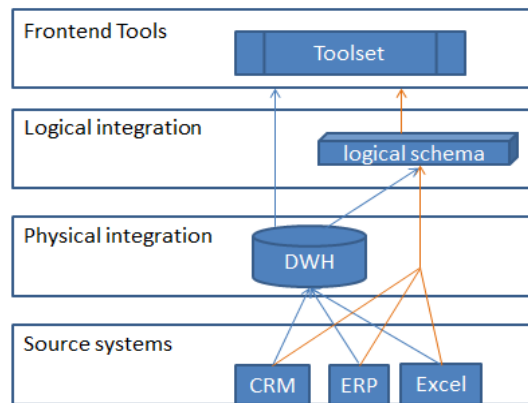 Frontend Tools
Toolset
Logical integration
logical schema
Physical integration
DWH
Source systems
CRM
ERP
Excel